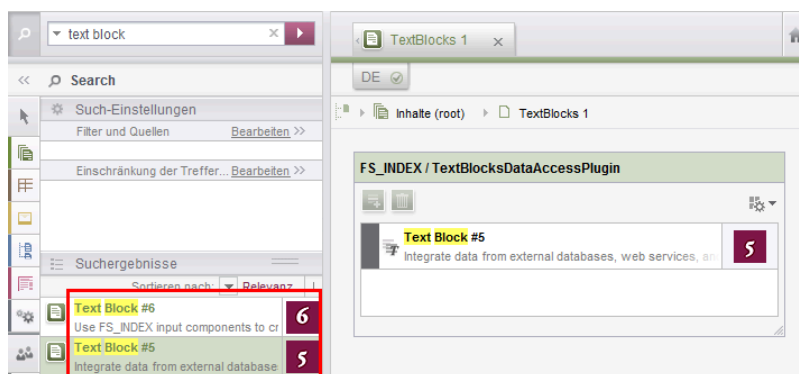 text block
Search
Such-Einstellungen
Filter und Quellen Bearbeiten >>
Einschränkung der Treffer... Bearbeiten >>
Suchergebnisse
Sortieren nach: Relevanz
Text Block #6
Use FS_INDEX input components to cr
6
Text Block #5
Integrate data from external database
5
TextBlocks 1
DE
Inhalte (root) TextBlocks 1
FS_INDEX / TextBlocksDataAccessPlugin
Text Block #5
Integrate data from external databases, web services, an
5